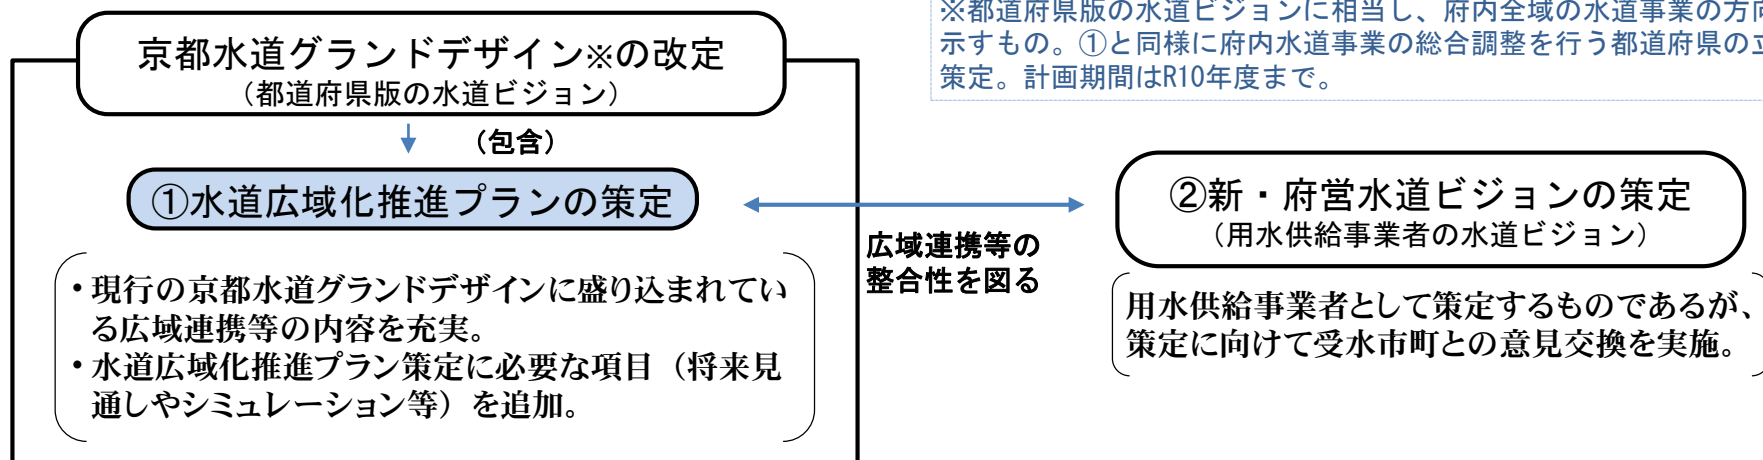 京都水道グランドデザイン※の改定
（都道府県版の水道ビジョン）
（包含）
①水道広域化推進プランの策定
・現行の京都水道グランドデザインに盛り込まれてい
る広域連携等の内容を充実。
・水道広域化推進プラン策定に必要な項目（将来見
通しやシミュレーション等）を追加。
広域連携等の
整合性を図る
※都道府県版の水道ビジョンに相当し、府内全域の水道事業の方向
示すもの。①と同様に府内水道事業の総合調整を行う都道府県の立
策定。計画期間はR10年度まで。
②新・府営水道ビジョンの策定
（用水供給事業者の水道ビジョン）
用水供給事業者として策定するものであるが、
策定に向けて受水市町との意見交換を実施。